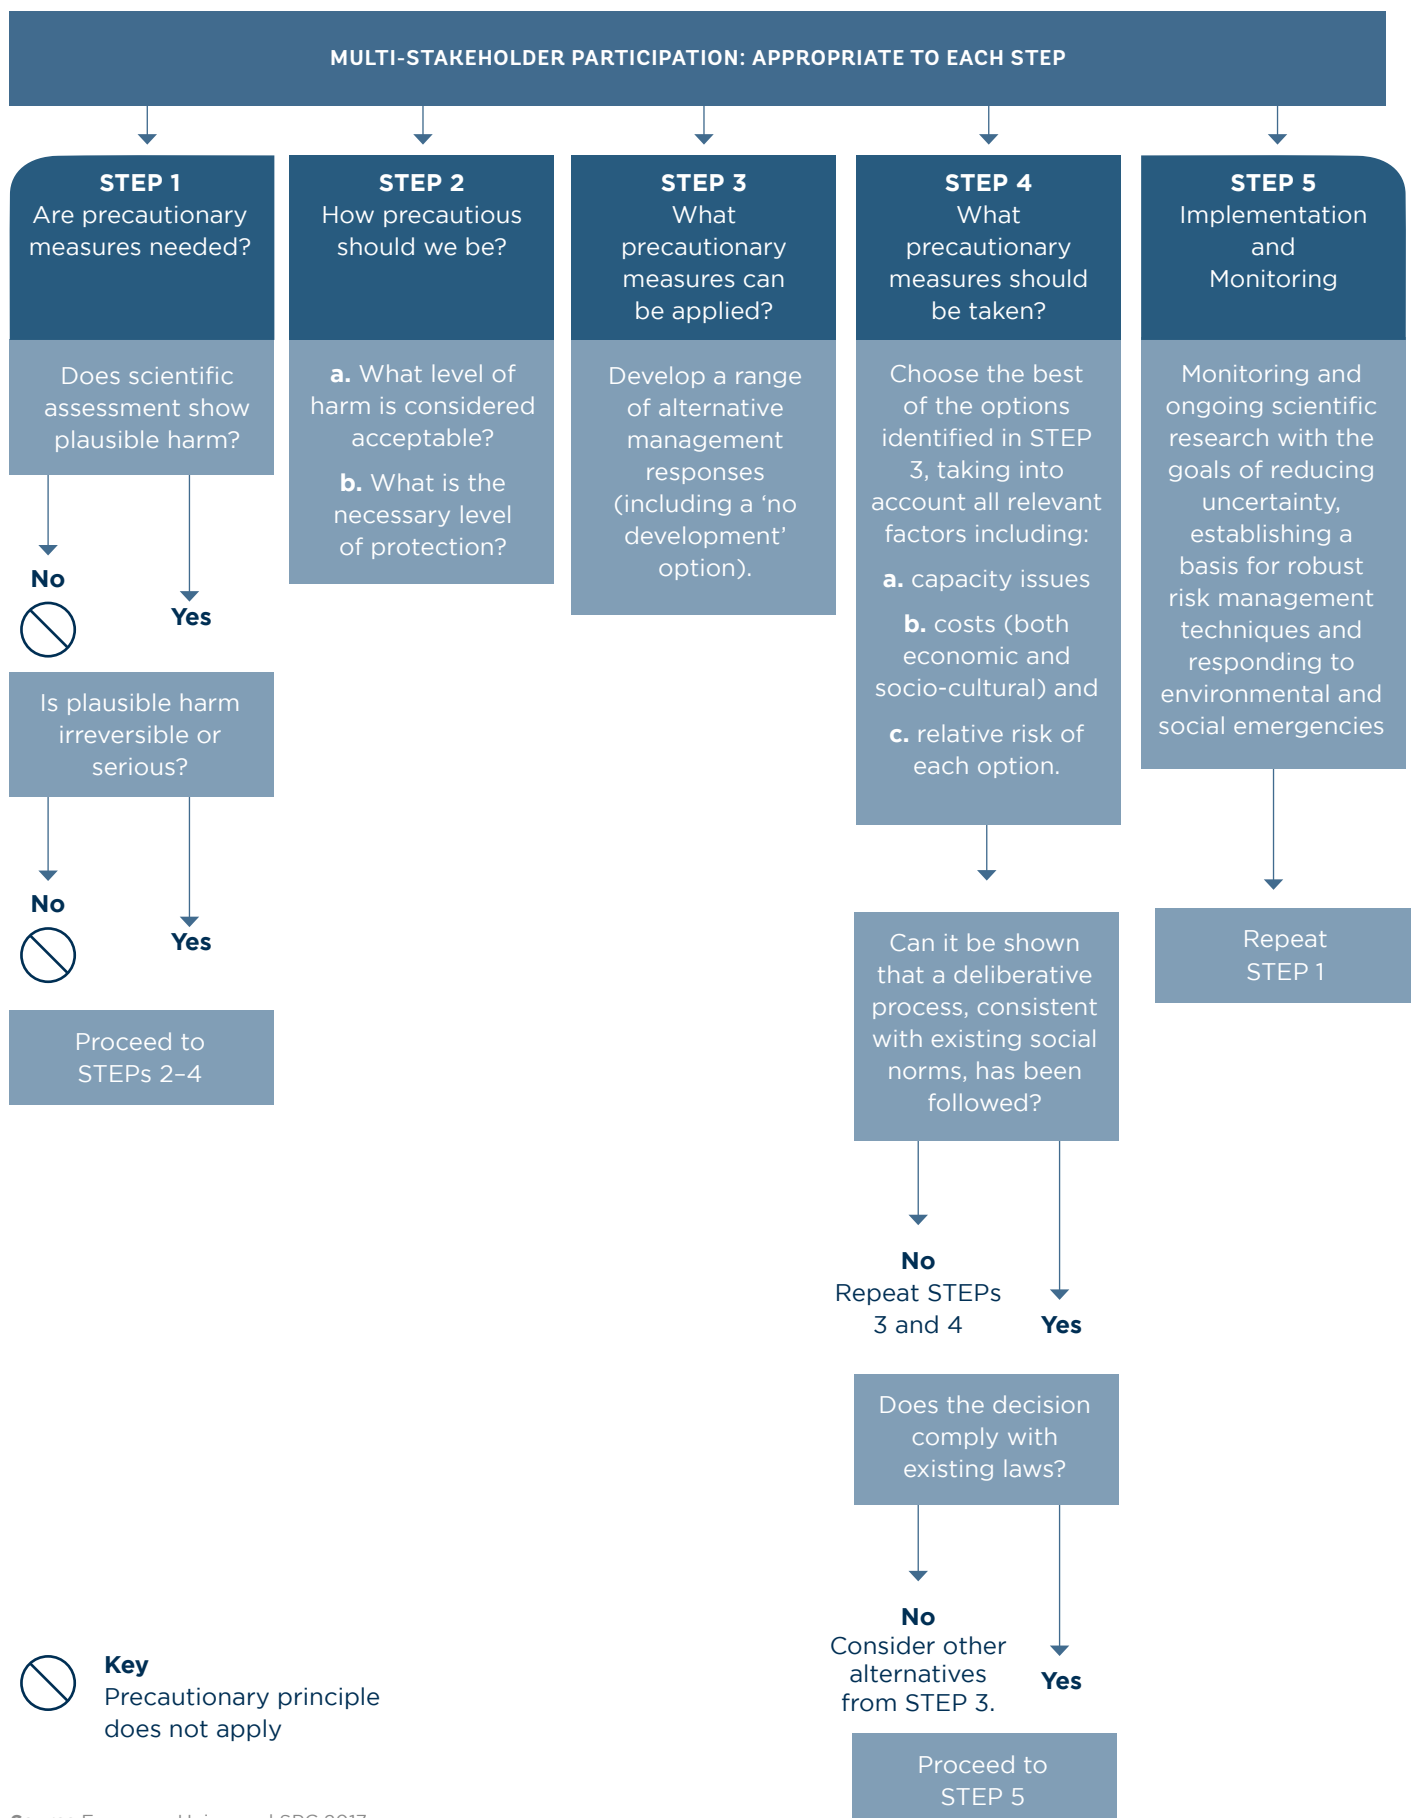 MULTI-STAKEHOLDER PARTICIPATION: APPROPRIATE TO EACH STEP
STEP 1
Are precautionary
measures needed?
Does scientific
assessment show
plausible harm?
No
Yes
Is plausible harm
irreversible or
serious?
No
Yes
Proceed to
STEPs 2–4
STEP 2
How precautious
should we be?
a. What level of
harm is considered
acceptable?
b. What is the
necessary level
of protection?
STEP 3
What
precautionary
measures can
be applied?
Develop a range
of alternative
management
responses
(including a ‘no
development’
option).
STEP 4
What
precautionary
measures should
be taken?
Choose the best
of the options
identified in STEP
3, taking into
account all relevant
factors including:
a. capacity issues
b. costs (both
economic and
socio-cultural) and
c. relative risk of
each option.
Can it be shown
that a deliberative
process, consistent
with existing social
norms, has been
followed?
No
Repeat STEPs
3 and 4
Yes
Does the decision
comply with
existing laws?
No
Consider other
alternatives
from STEP 3.
Yes
Proceed to
STEP 5
STEP 5
Implementation
and
Monitoring
Monitoring and
ongoing scientific
research with the
goals of reducing
uncertainty,
establishing a
basis for robust
risk management
techniques and
responding to
environmental and
social emergencies
Repeat
STEP 1
Key
Precautionary principle
does not apply